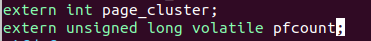 extern int page_cluster;
extern unsigned long volatile pfcount;